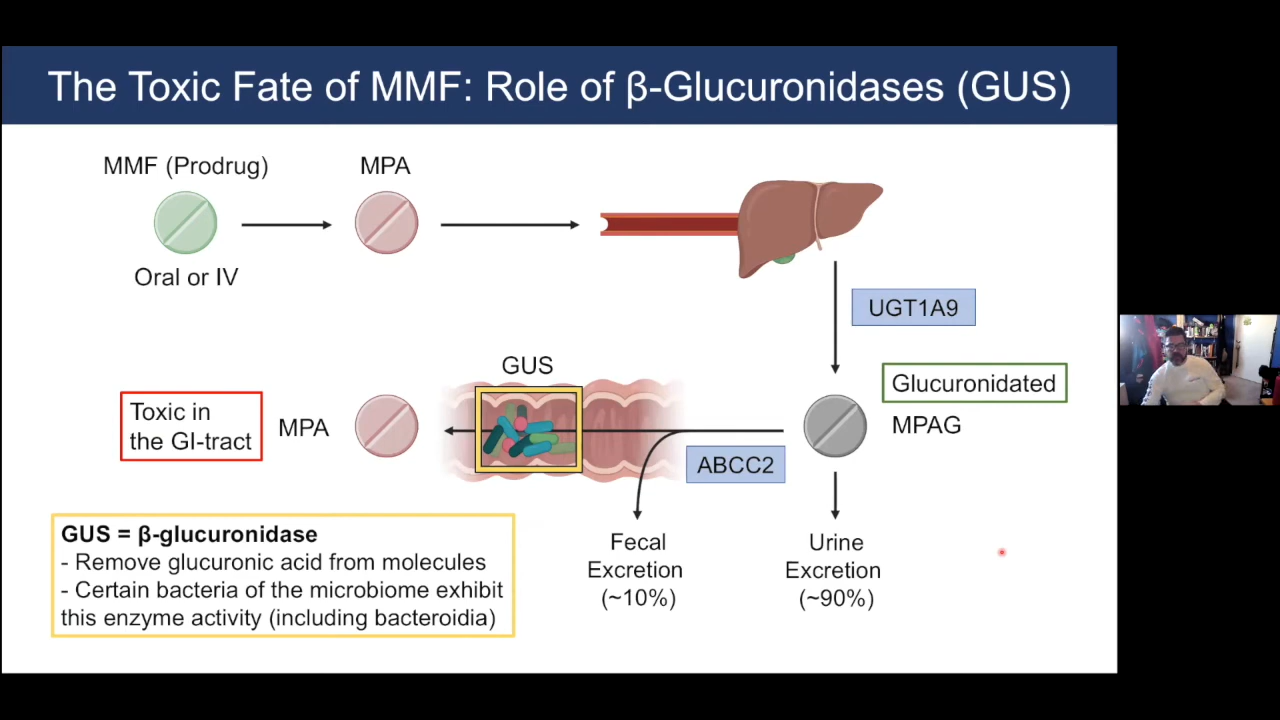 The Toxic Fate of MMF: Role of β-Glucuronidases (GUS)
MMF (Prodrug)
MPA
Oral or IV
UGT1A9
GUS
Glucuronidated
MPAG
Toxic in
the GI-tract
MPA
ABCC2
Fecal
Excretion
(~10%)
Urine
Excretion
(~90%)
GUS = β-glucuronidase
- Remove glucuronic acid from molecules
- Certain bacteria of the microbiome exhibit
this enzyme activity (including bacteroidia)